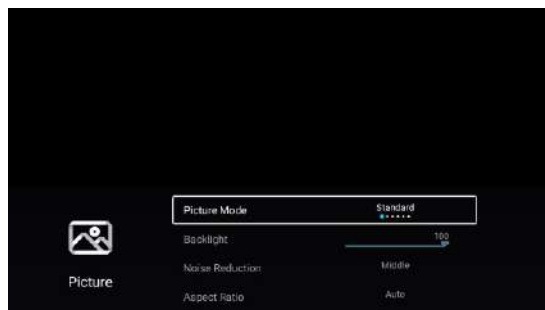 Picture Mode
Standard
Backlight
100
Noise Reduction
Middle
Picture
Aspect Ratio
Auto